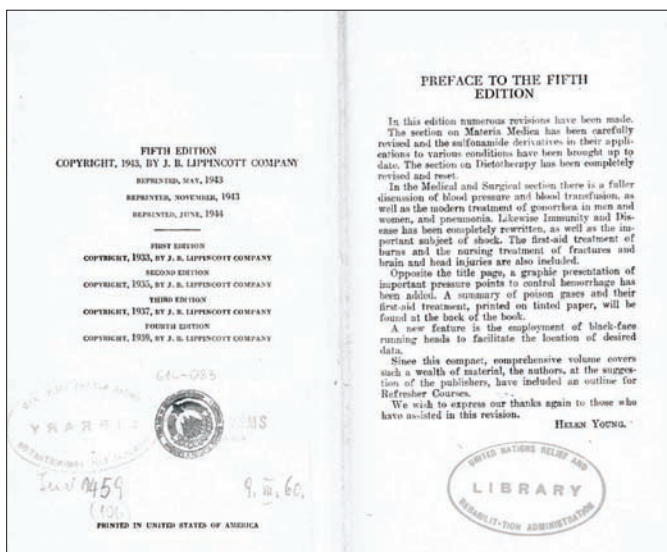 FIFTH EDITION
COPYRIGHT, 1943, BY J. B. LIPPINCOTT COMPANY
REPRINTED, MAY, 1943
REPRINTED, NOVEMBER, 1943
REPRINTED, JUNE, 1944
FIRST EDITION
COPYRIGHT, 1933, BY J. B. LIPPINCOTT COMPANY
SECOND EDITION
COPYRIGHT, 1935, BY J. B. LIPPINCOTT COMPANY
THIRD EDITION
COPYRIGHT, 1937, BY J. B. LIPPINCOTT COMPANY
FOURTH EDITION
COPYRIGHT, 1939, BY J. B. LIPPINCOTT COMPANY
616-083
LIBRARY
1459
9. III. 60.
PRINTED IN UNITED STATES OF AMERICA
PREFACE TO THE FIFTH
EDITION
In this edition numerous revisions have been made.
The section on Materia Medica has been carefully
revised and the sulfonamide derivatives in their appli-
cations to various conditions have been brought up to
date. The section on Dietotherapy has been completely
revised and reset.
In the Medical and Surgical section there is a fuller
discussion of blood pressure and blood transfusion, as
well as the modern treatment of gonorrhea in men and
women, and pneumonia. Likewise Immunity and Dis-
ease has been completely rewritten, as well as the im-
portant subject of shock. The first-aid treatment of
burns and the nursing treatment of fractures and
brain and head injuries are also included.
Opposite the title page, a graphic presentation of
important pressure points to control hemorrhage has
been added. A summary of poison gases and their
first-aid treatment, printed on tinted paper, will be
found at the back of the book.
A new feature is the employment of black-face
running heads to facilitate the location of desired
data.
Since this compact, comprehensive volume covers
such a wealth of material, the authors, at the sugges-
tion of the publishers, have included an outline for
Refresher Courses.
We wish to express our thanks again to those who
have assisted in this revision.
HELEN YOUNG.
UNITED NATIONS RELIEF AND
LIBRARY
REHABILITATION ADMINISTRATION